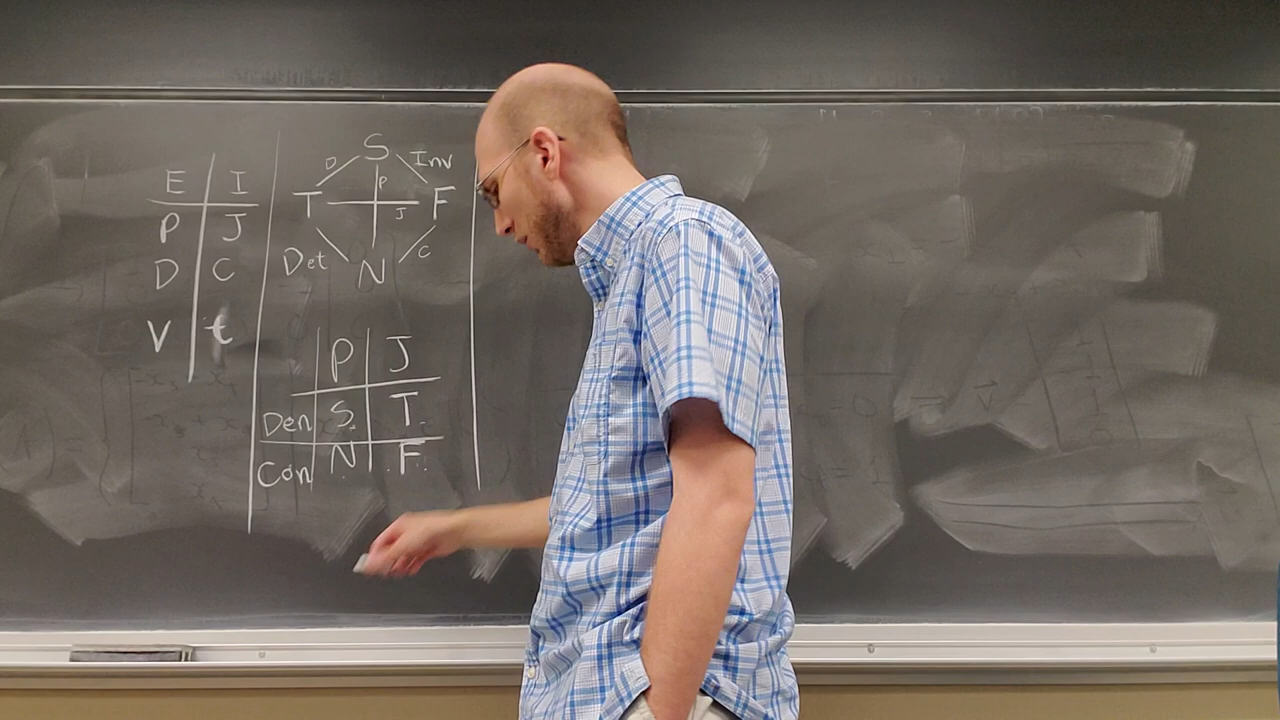 E I
P J
D C
V t
S
D Inv
P
T F
J
Det C
N
P J
Den S T
Con N F